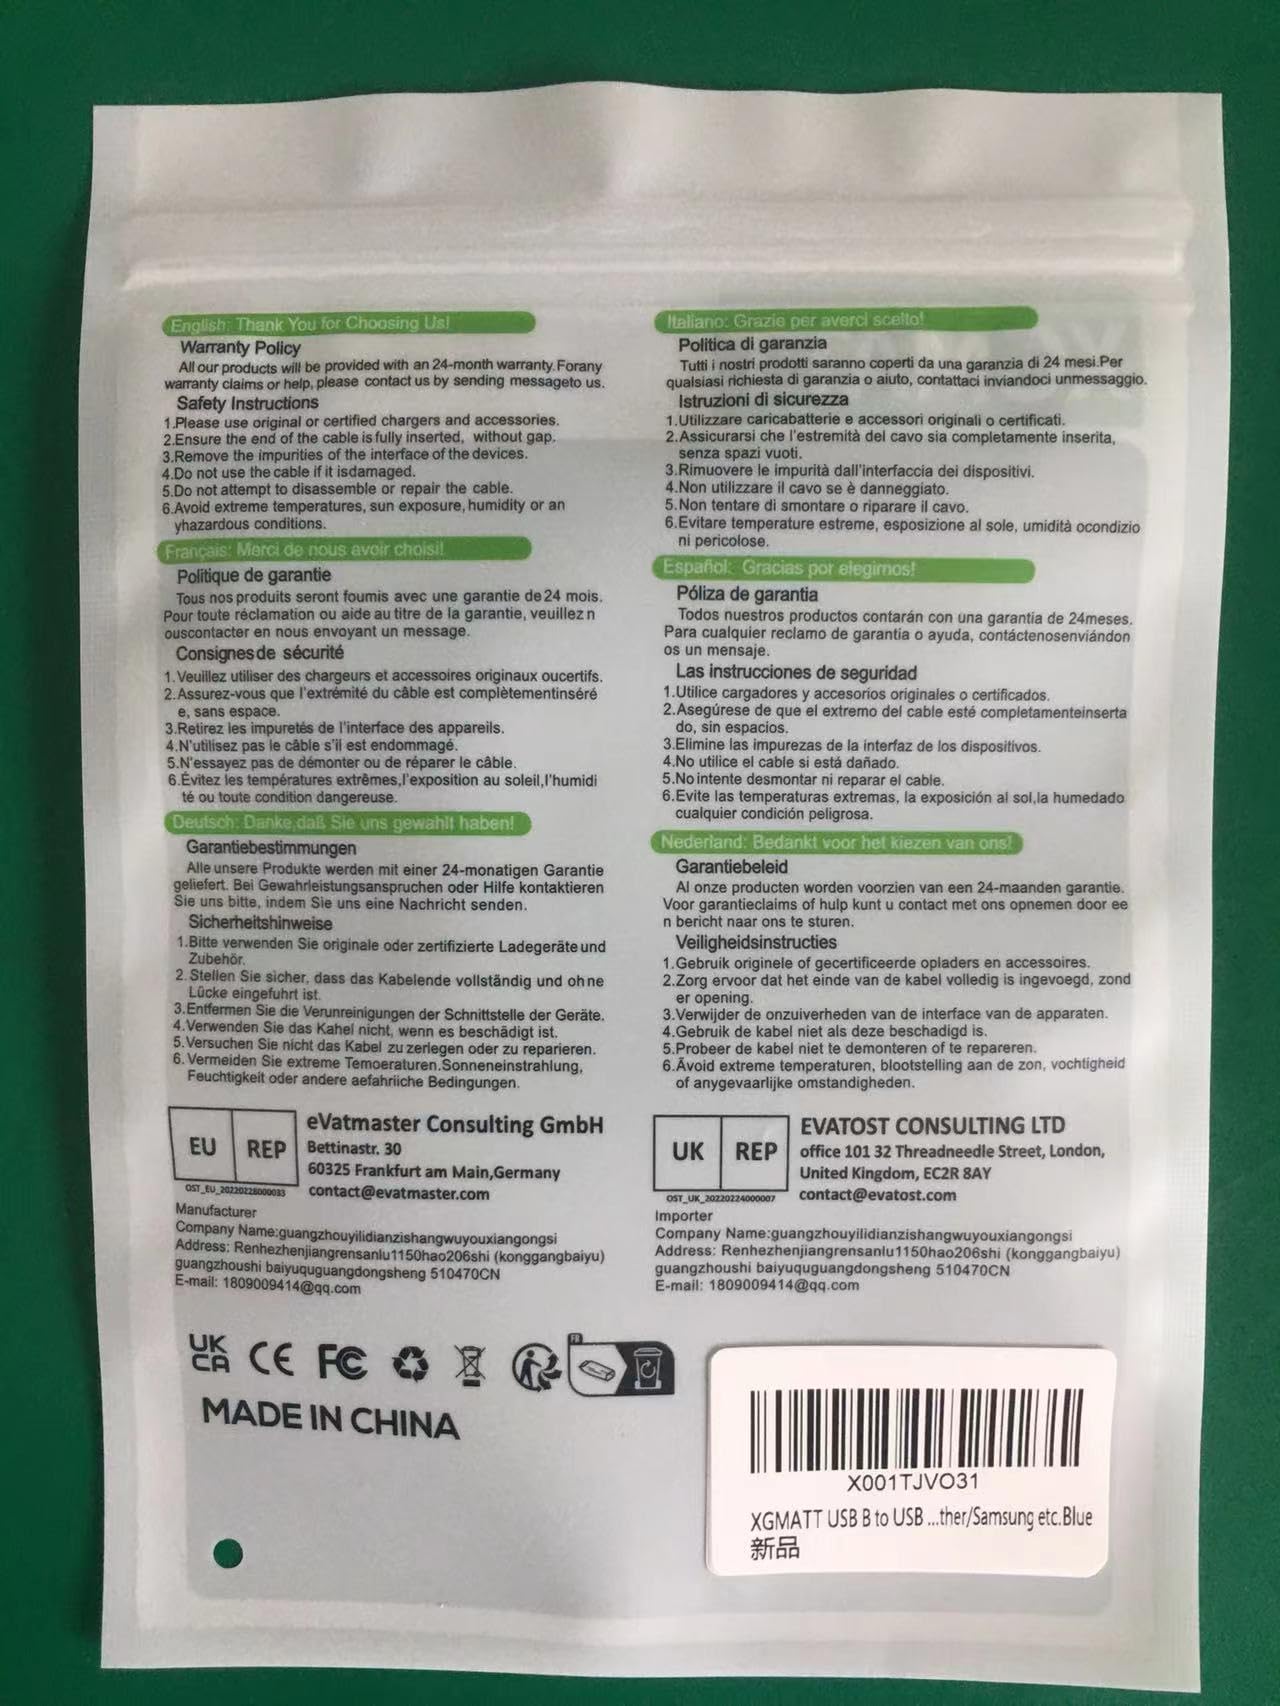 English: Thank You for Choosing Us!
Warranty Policy
All our products will be provided with an 24-month warranty.Forany
warranty claims or help, please contact us by sending messageto us.
Safety Instructions
1.Please use original or certified chargers and accessories.
2.Ensure the end of the cable is fully inserted, without gap.
3.Remove the impurities of the interface of the devices.
4.Do not use the cable if it isdamaged.
5.Do not attempt to disassemble or repair the cable.
6.Avoid extreme temperatures, sun exposure, humidity or an
yhazardous conditions.
Français: Merci de nous avoir choisi!
Politique de garantie
Tous nos produits seront foumis avec une garantie de24 mois.
Pour toute réclamation ou aide au titre de la garantie, veuillez n
ouscontacter en nous envoyant un message.
Consignes de sécurité
1.Veuillez utiliser des chargeurs et accessoires originaux oucertifs.
2.Assurez-vous que l'extrémité du câble est complètementinséré
e, sans espace.
3.Retirez les impuretés de l'interface des appareils.
4.N'utilisez pas le câble s'il est endommagé.
5.N'essayez pas de démonter ou de réparer le câble.
6.Évitez les températures extrêmes,l'exposition au soleil,l'humidi
té ou toute condition dangereuse.
Deutsch: Danke,daß Sie uns gewahlt haben!
Garantiebestimmungen
Alle unsere Produkte werden mit einer 24-monatigen Garantie
geliefert. Bei Gewahrleistungsanspruchen oder Hilfe kontaktieren
Sie uns bitte, indem Sie uns eine Nachricht senden.
Sicherheitshinweise
1.Bitte verwenden Sie originale oder zertifizierte Ladegeräte und
Zubehör.
2. Stellen Sie sicher, dass das Kabelende vollständig und ohne
Lücke eingefuhrt ist.
3.Entfermen Sie die Verunreinigungen der Schnittstelle der Geräte.
4.Verwenden Sie das Kahel nicht, wenn es beschädigt ist.
5.Versuchen Sie nicht das Kabel zu zerlegen oder zu reparieren.
6. Vermeiden Sie extreme Temoeraturen.Sonneneinstrahlung,
Feuchtigkeit oder andere aefahriiche Bedingungen.
EU REP
OST_EU_20220228000033
eVatmaster Consulting GmbH
Bettinastr. 30
60325 Frankfurt am Main,Germany
contact@evatmaster.com
Manufacturer
Company Name:guangzhouyilidianzishangwuyouxiangongsi
Address: Renhezhenjiangrensanlu1150hao206shi (konggangbaiyu)
guangzhoushi baiyuquguangdongsheng 510470CN
E-mail: 1809009414@qq.com
Italiano: Grazie per averci scelto!
Politica di garanzia
Tutti i nostri prodotti saranno coperti da una garanzia di 24 mesi.Per
qualsiasi richiesta di garanzia o aiuto, contattaci inviandoci unmessaggio.
Istruzioni di sicurezza
1.Utilizzare caricabatterie e accessori originali o certificati.
2.Assicurarsi che l'estremità del cavo sia completamente inserita,
senza spazi vuoti.
3.Rimuovere le impurità dall'interfaccia dei dispositivi.
4.Non utilizzare il cavo se è danneggiato.
5.Non tentare di smontare o riparare il cavo.
6.Evitare temperature estreme, esposizione al sole, umidità ocondizio
ni pericolose.
Español: Gracias por elegirnos!
Póliza de garantia
Todos nuestros productos contarán con una garantia de 24meses.
Para cualquier reclamo de garantia o ayuda, contáctenosenviándon
os un mensaje.
Las instrucciones de seguridad
1.Utilice cargadores y accesorios originales o certificados.
2.Asegúrese de que el extremo del cable esté completamenteinserta
do, sin espacios.
3.Elimine las impurezas de la interfaz de los dispositivos.
4.No utilice el cable si está dañado.
5.No intente desmontar ni reparar el cable.
6.Evite las temperaturas extremas, la exposición al sol,la humedado
cualquier condición peligrosa.
Nederland: Bedankt voor het kiezen van ons!
Garantiebeleid
Al onze producten worden voorzien van een 24-maanden garantie.
Voor garantieclaims of hulp kunt u contact met ons opnemen door ee
n bericht naar ons te sturen.
Veiligheidsinstructies
1.Gebruik originele of gecertificeerde opladers en accessoires.
2.Zorg ervoor dat het einde van de kabel volledig is ingevoegd, zond
er opening.
3.Verwijder de onzuiverheden van de interface van de apparaten.
4.Gebruik de kabel niet als deze beschadigd is.
5.Probeer de kabel niet te demonteren of te repareren.
6.Ävoid extreme temperaturen, blootstelling aan de zon, vochtigheid
of anygevaarlijke omstandigheden.
UK REP
OST_UK_20220224000007
EVATOST CONSULTING LTD
office 101 32 Threadneedle Street, London,
United Kingdom, EC2R 8AY
contact@evatost.com
Importer
Company Name:guangzhouyilidianzishangwuyouxiangongsi
Address: Renhezhenjiangrensanlu1150hao206shi (konggangbaiyu)
guangzhoushi baiyuquguangdongsheng 510470CN
E-mail: 1809009414@qq.com
UK
CA CE FC FR
MADE IN CHINA
X001TJVO31
XGMATT USB B to USB ...ther/Samsung etc.Blue
新品